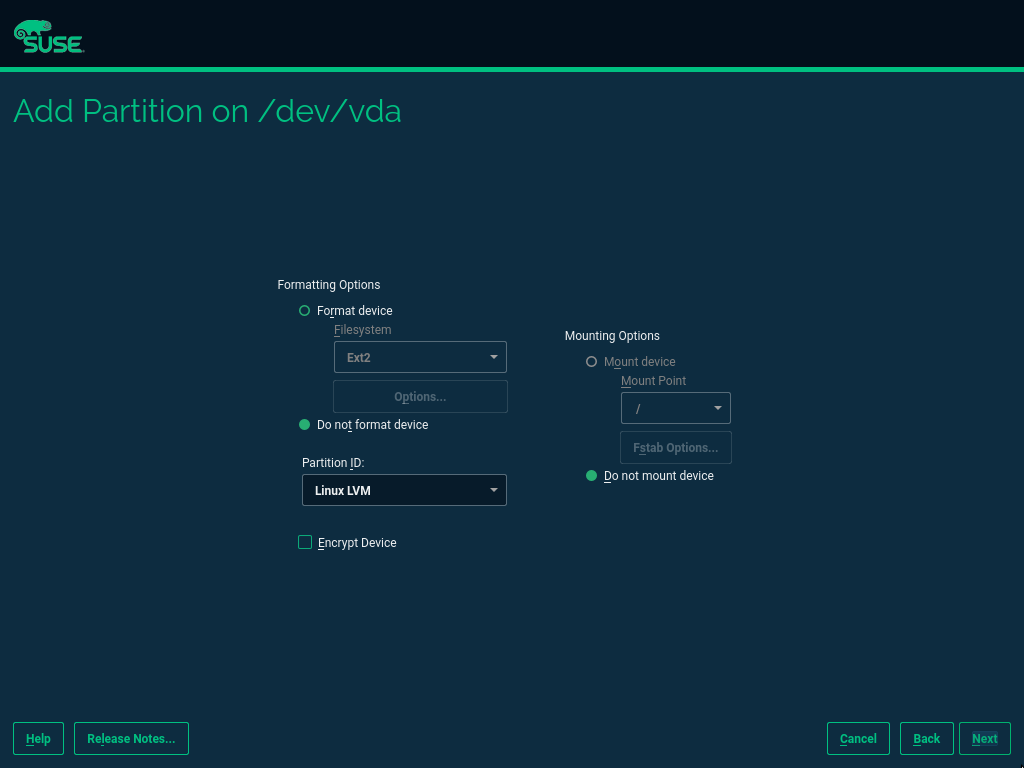 SUSE
Add Partition on /dev/vda
Formatting Options
Format device
Filesystem
Ext2
Options...
Do not format device
Partition ID:
Linux LVM
Encrypt Device
Mounting Options
Mount device
Mount Point
/
Fstab Options...
Do not mount device
Help
Release Notes...
Cancel
Back
Next